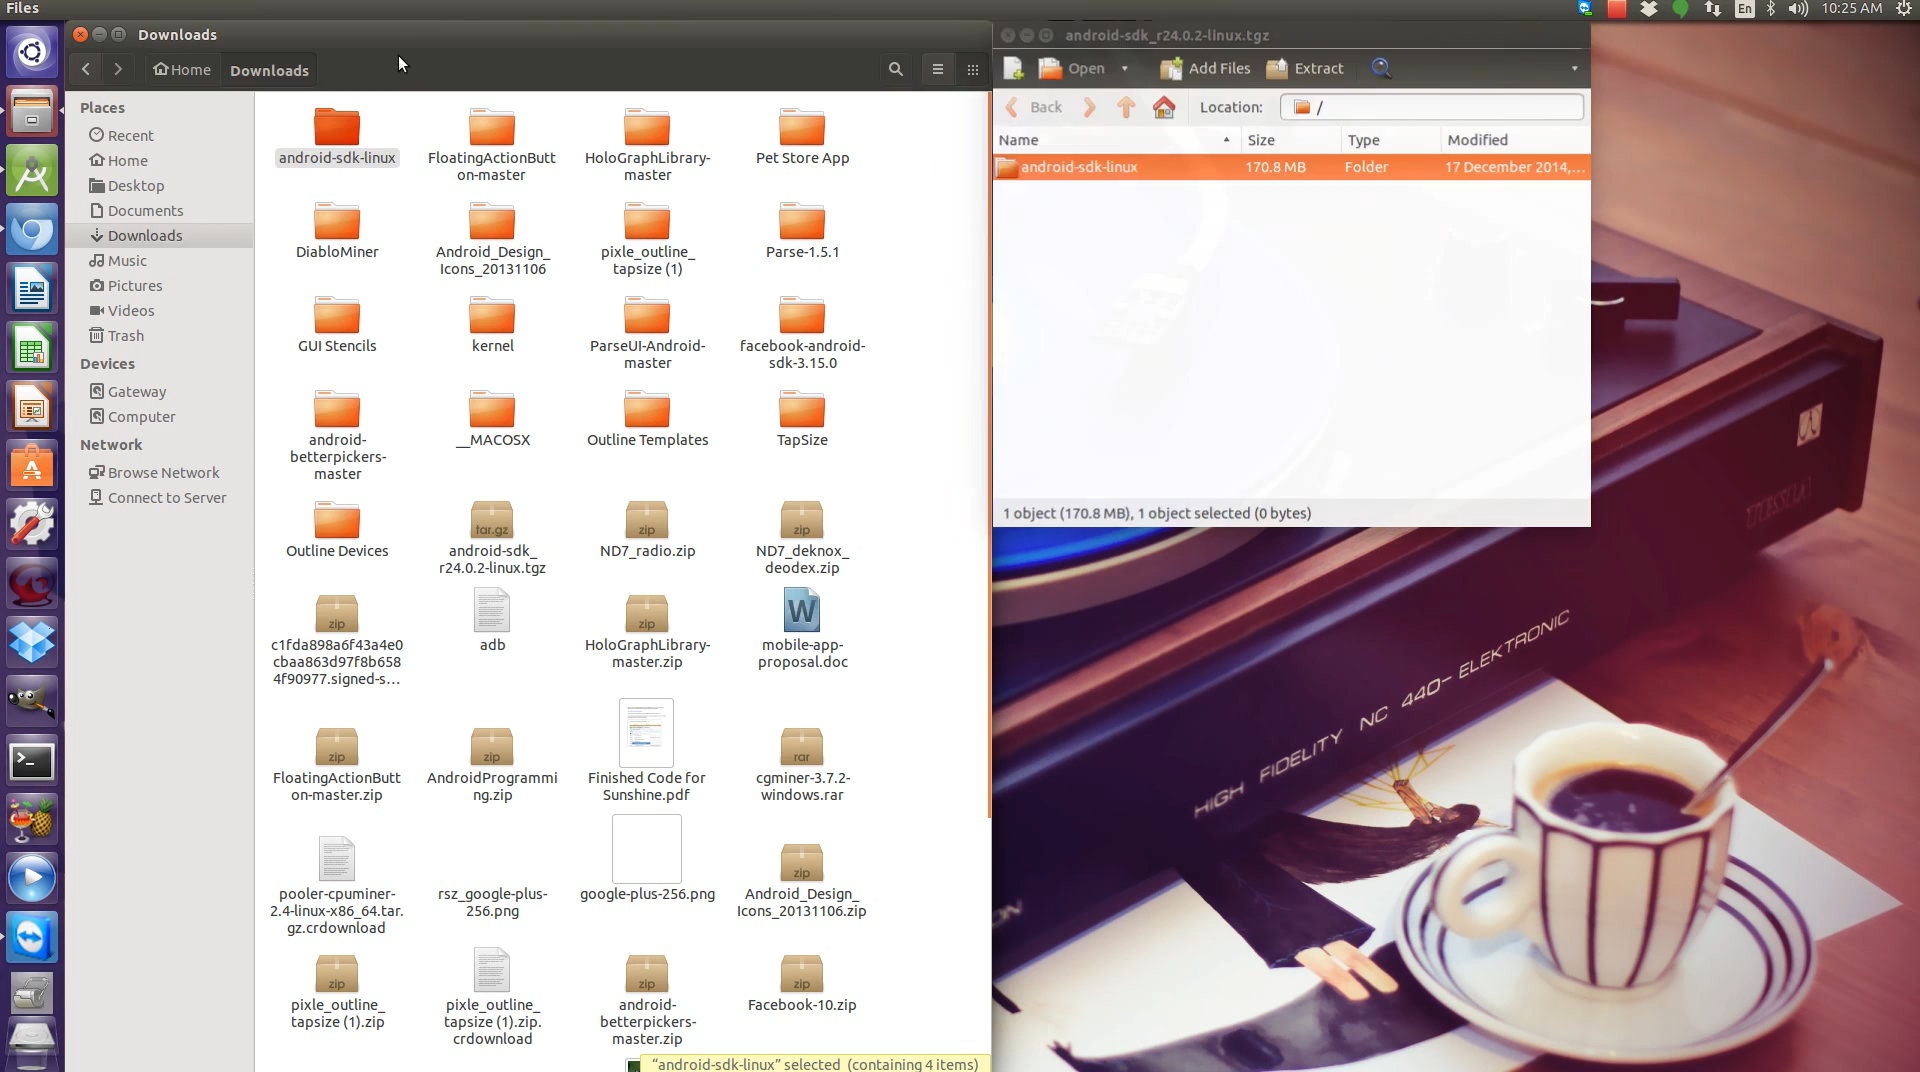 Files
En
10:25 AM
Downloads
Home
Downloads
Places
Recent
Home
Desktop
Documents
Downloads
Music
Pictures
Videos
Trash
Devices
Gateway
Computer
Network
Browse Network
Connect to Server
android-sdk-linux
FloatingActionButt
on-master
HoloGraphLibrary-
master
Pet Store App
DiabloMiner
Android_Design_
Icons_20131106
pixle_outline_
tapsize (1)
Parse-1.5.1
GUI Stencils
kernel
ParseUI-Android-
master
facebook-android-
sdk-3.15.0
android-
betterpickers-
master
__MACOSX
Outline Templates
TapSize
Outline Devices
tar.gz
android-sdk_
r24.0.2-linux.tgz
zip
ND7_radio.zip
zip
ND7_deknox_
deodex.zip
zip
c1fda898a6f43a4e0
cbaa863d97f8b658
4f90977.signed-s...
adb
zip
HoloGraphLibrary-
master.zip
W
mobile-app-
proposal.doc
zip
FloatingActionButt
on-master.zip
zip
AndroidProgrammi
ng.zip
Finished Code for
Sunshine.pdf
rar
cgminer-3.7.2-
windows.rar
pooler-cpuminer-
2.4-linux-x86_64.tar.
gz.crdownload
rsz_google-plus-
256.png
google-plus-256.png
zip
Android_Design_
Icons_20131106.zip
zip
pixle_outline_
tapsize (1).zip
pixle_outline_
tapsize (1).zip.
crdownload
zip
android-
betterpickers-
master.zip
zip
Facebook-10.zip
"android-sdk-linux" selected (containing 4 items)
android-sdk_r24.0.2-linux.tgz
Open
Add Files
Extract
Back
Location:
/
Name
Size
Type
Modified
android-sdk-linux
170.8 MB
Folder
17 December 2014,...
1 object (170.8 MB), 1 object selected (0 bytes)
HIGH FIDELITY NC 440- ELEKTRONIC